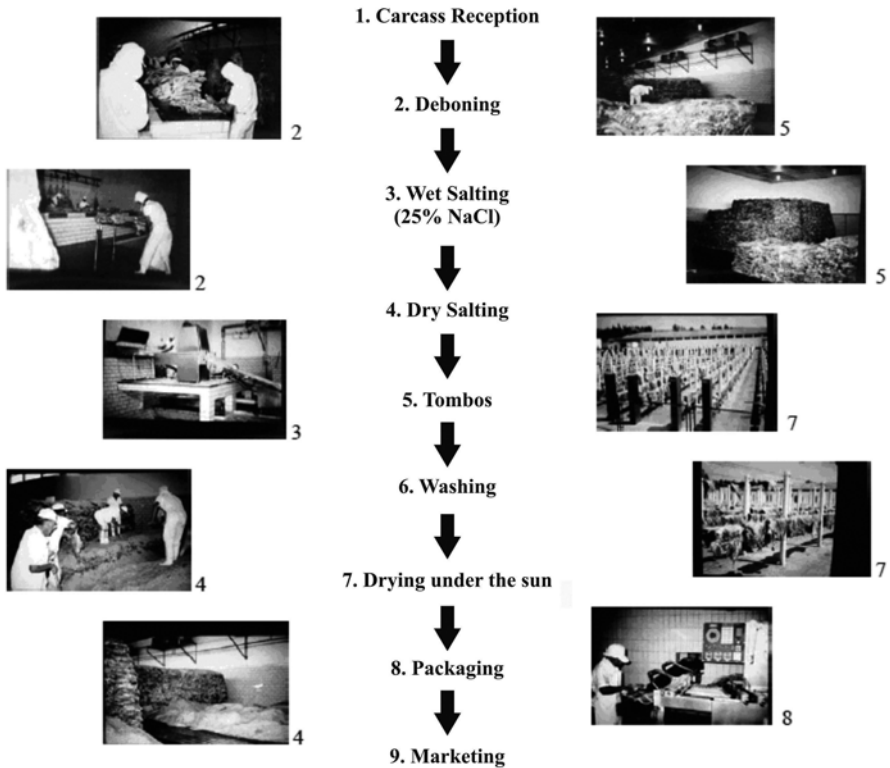 1. Carcass Reception
2. Deboning
3. Wet Salting
(25% NaCl)
4. Dry Salting
5. Tombos
6. Washing
7. Drying under the sun
8. Packaging
9. Marketing
2
2
3
4
4
5
5
7
7
8